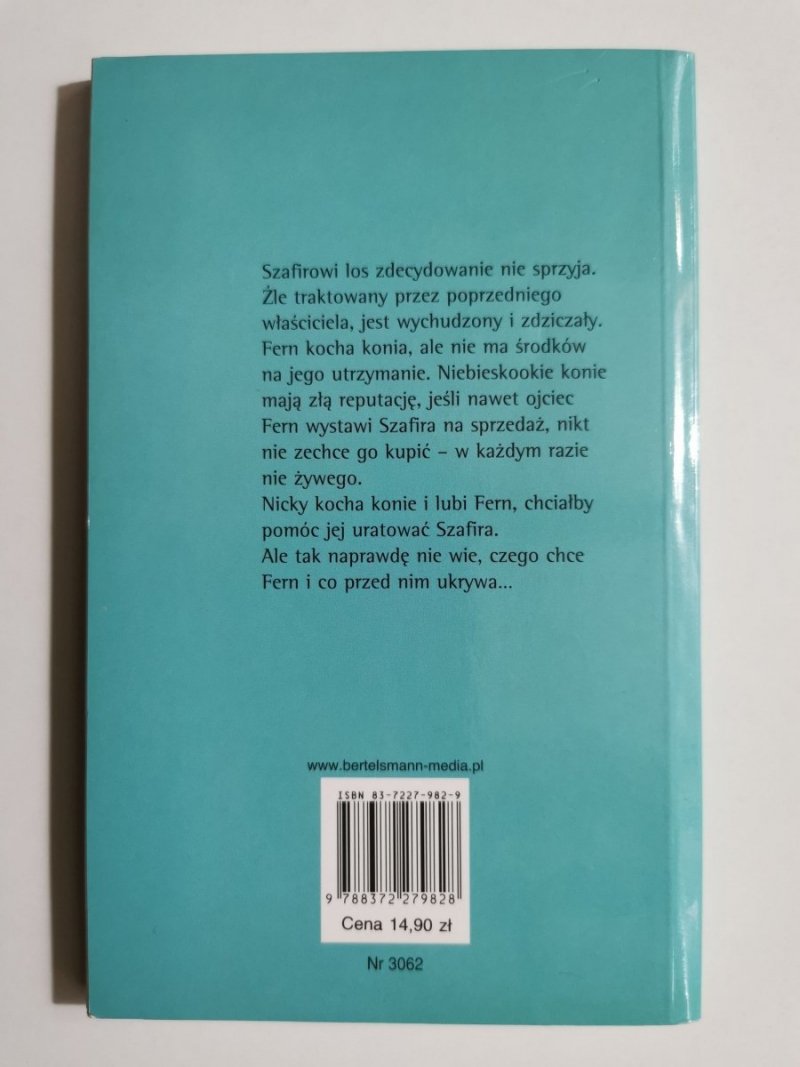 Szafirowi los zdecydowanie nie sprzyja.
Źle traktowany przez poprzedniego
właściciela, jest wychudzony i zdziczały.
Fern kocha konia, ale nie ma środków
na jego utrzymanie. Niebieskookie konie
mają złą reputację, jeśli nawet ojciec
Fern wystawi Szafira na sprzedaż, nikt
nie zechce go kupić – w każdym razie
nie żywego.
Nicky kocha konie i lubi Fern, chciałby
pomóc jej uratować Szafira.
Ale tak naprawdę nie wie, czego chce
Fern i co przed nim ukrywa...
www.bertelsmann-media.pl
ISBN 83-7227-982-9
9 788372 279828
Cena 14,90 zł
Nr 3062